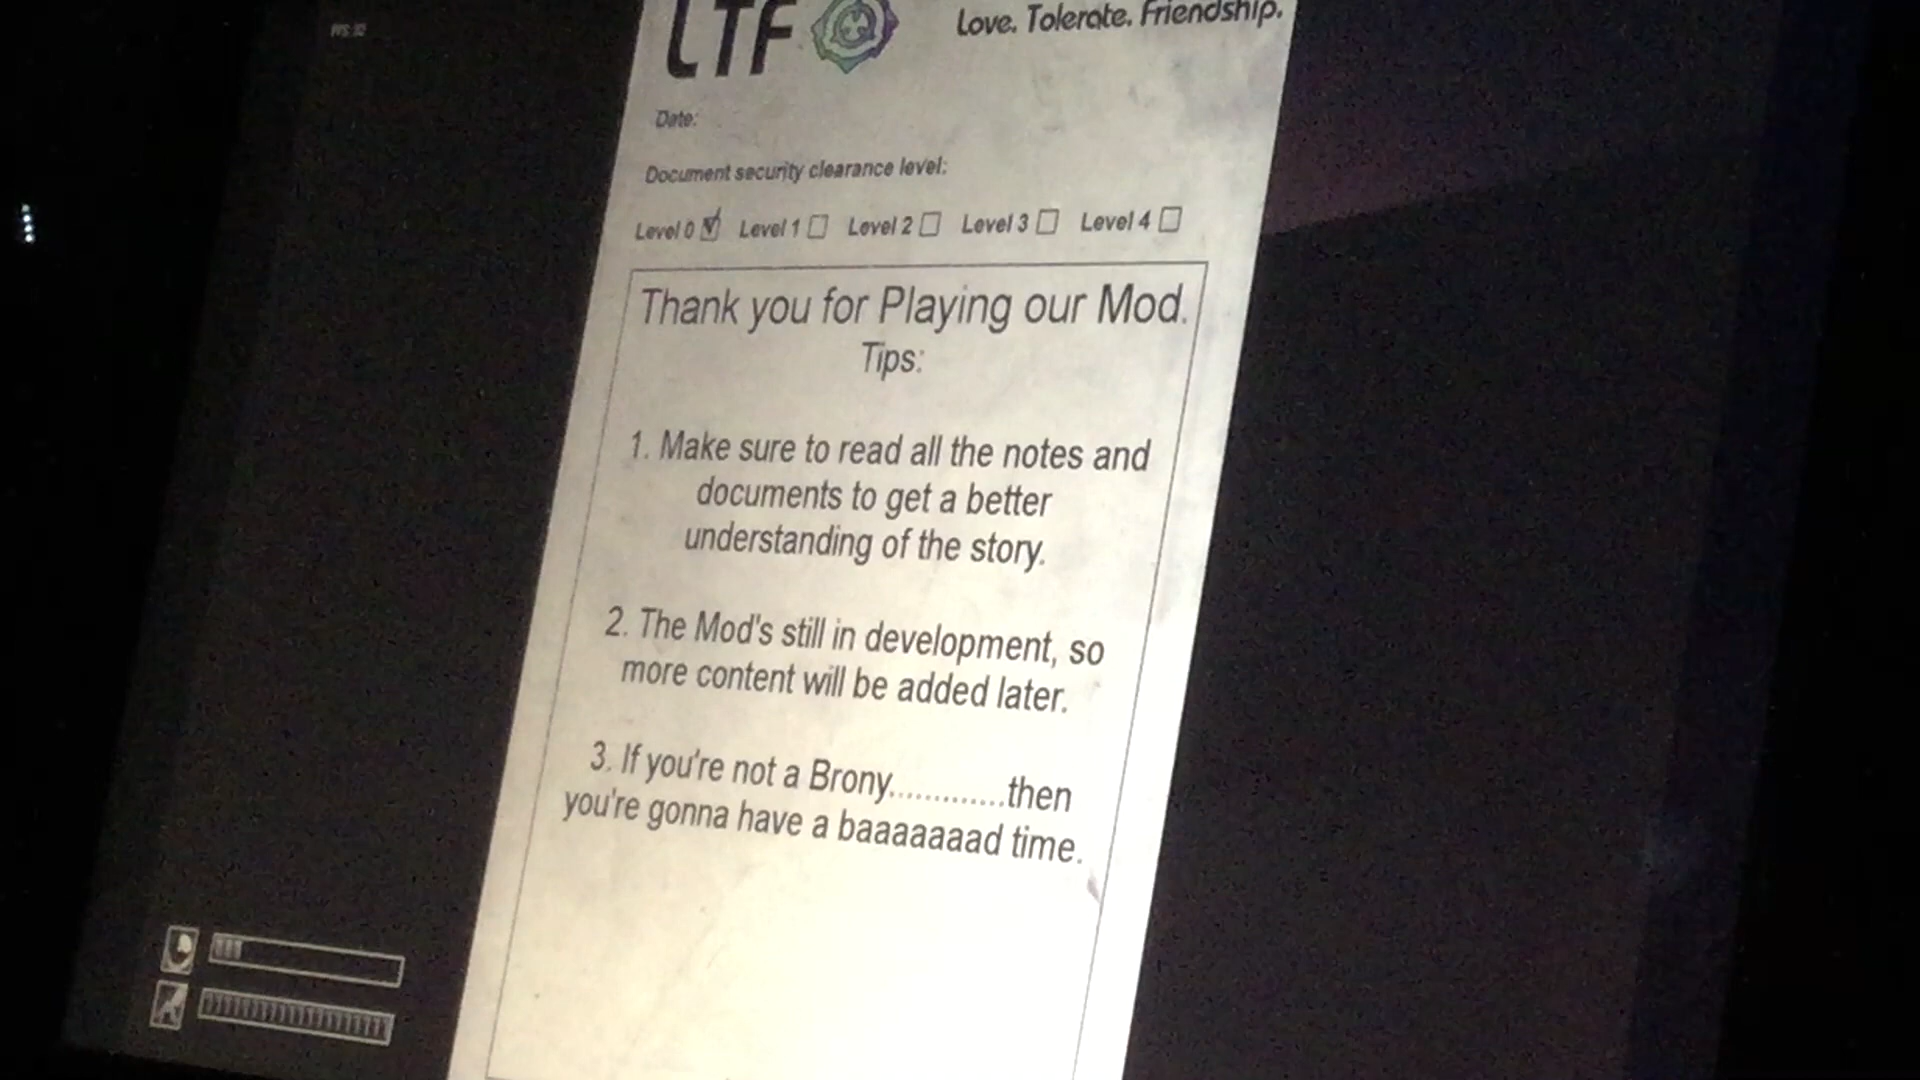 LTF
Love. Tolerate. Friendship.
Date:
Document security clearance level:
Level 0 Level 1 Level 2 Level 3 Level 4
Thank you for Playing our Mod.
Tips:
1. Make sure to read all the notes and
documents to get a better
understanding of the story.
2. The Mod's still in development, so
more content will be added later.
3. If you're not a Brony.............then
you're gonna have a baaaaaaad time.